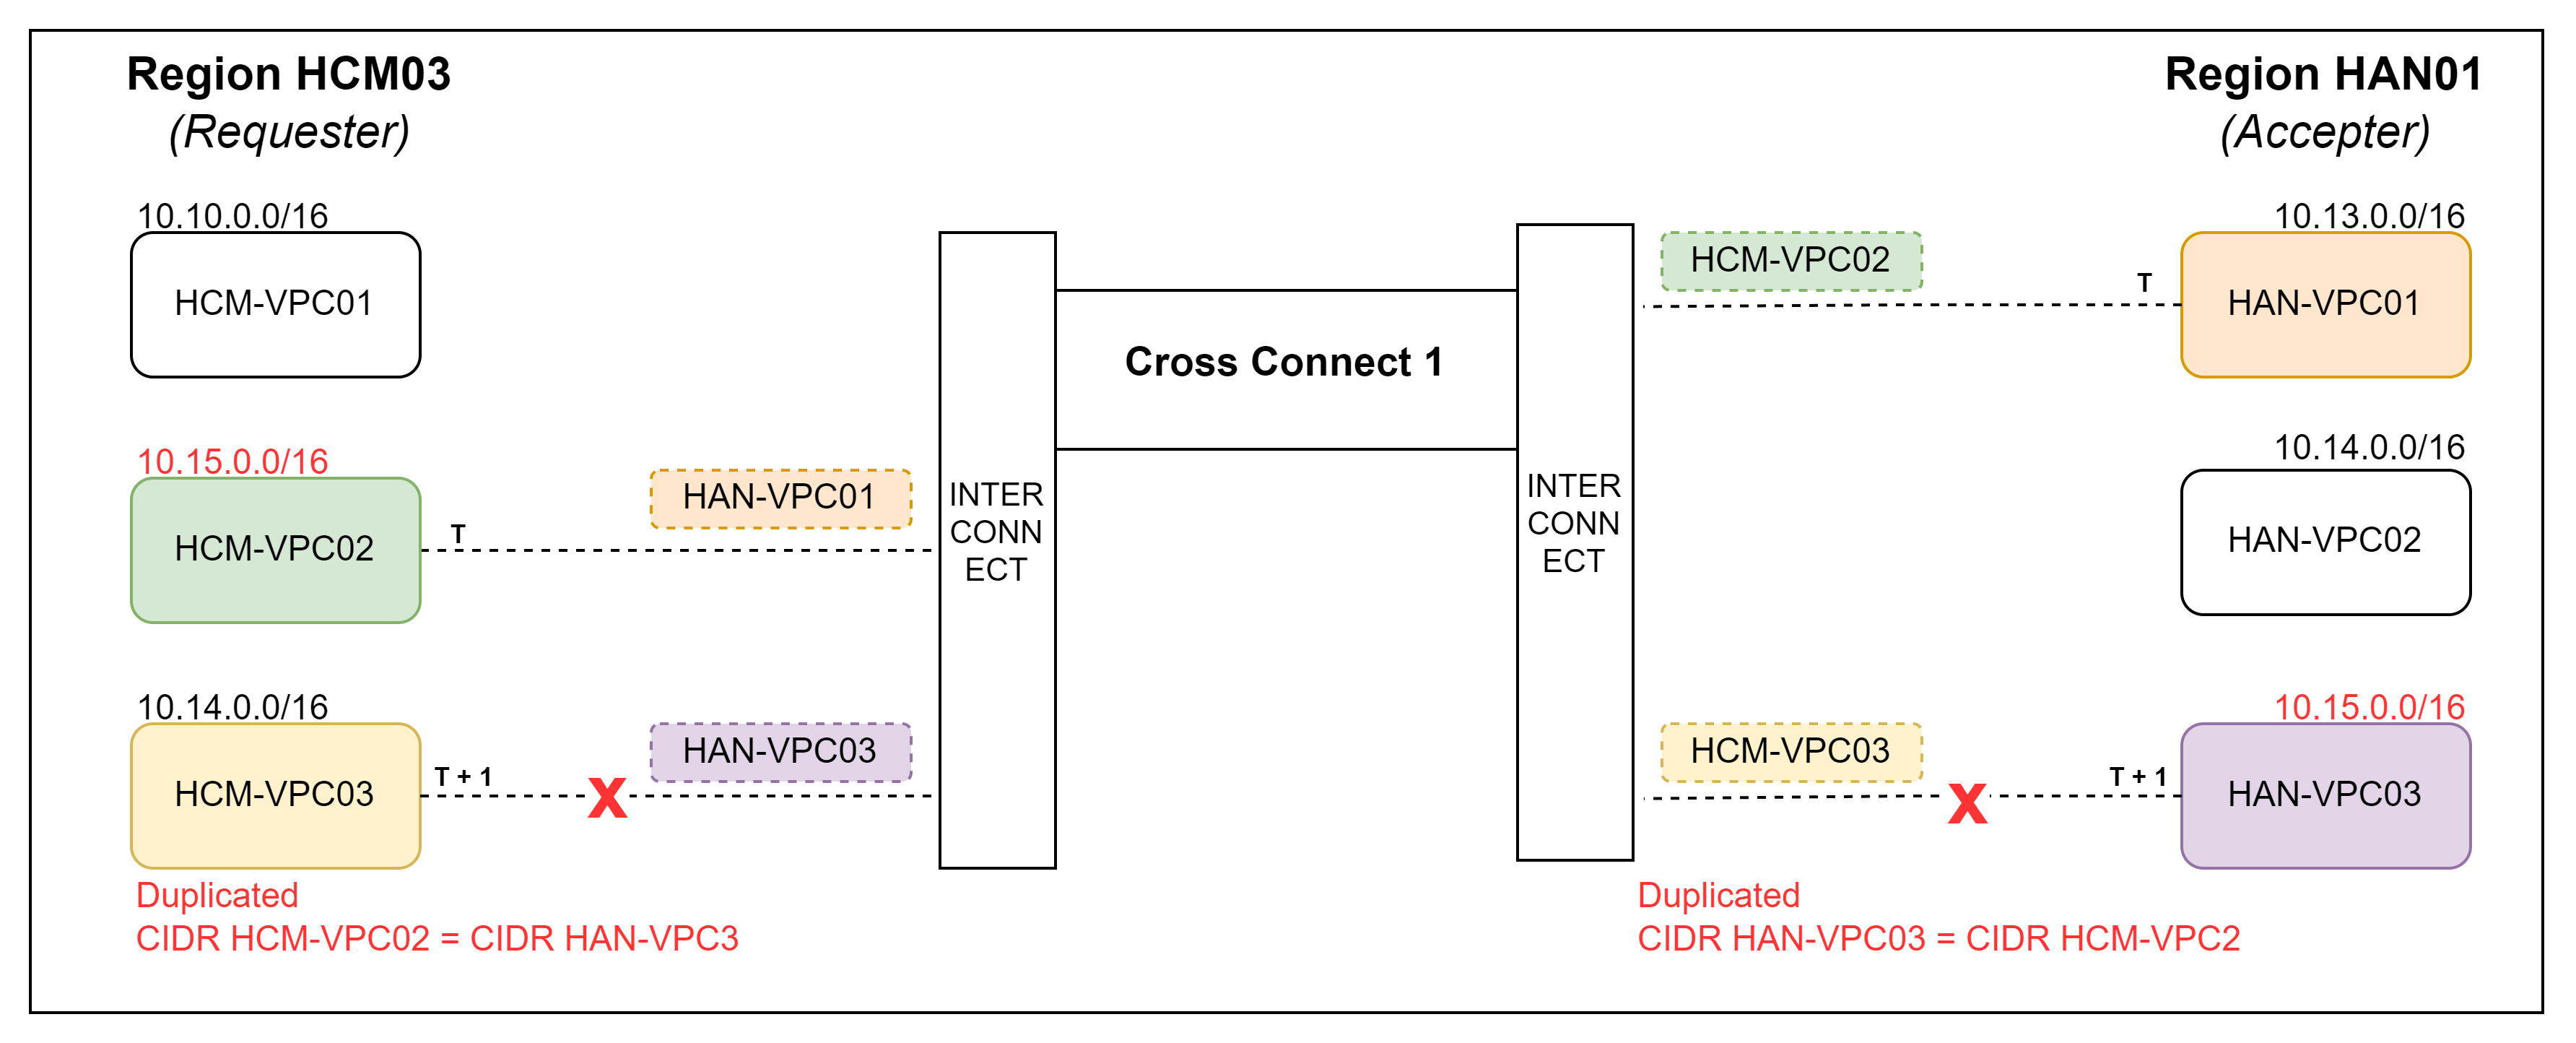 Region HCM03
(Requester)
Region HAN01
(Accepter)
10.10.0.0/16
HCM-VPC01
10.15.0.0/16
HCM-VPC02
T
HAN-VPC01
10.14.0.0/16
HCM-VPC03
T + 1
X
HAN-VPC03
Duplicated
CIDR HCM-VPC02 = CIDR HAN-VPC3
INTER
CONN
ECT
Cross Connect 1
INTER
CONN
ECT
HCM-VPC02
T
10.13.0.0/16
HAN-VPC01
10.14.0.0/16
HAN-VPC02
HCM-VPC03
X
T + 1
10.15.0.0/16
HAN-VPC03
Duplicated
CIDR HAN-VPC03 = CIDR HCM-VPC2